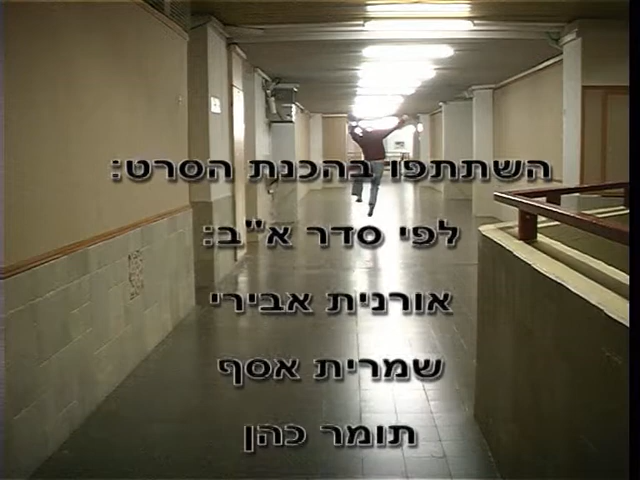 השתתפו בהכנת הסרט:
לפי סדר א"ב:
אורנית אבירי
שמרית אסף
תומר כהן